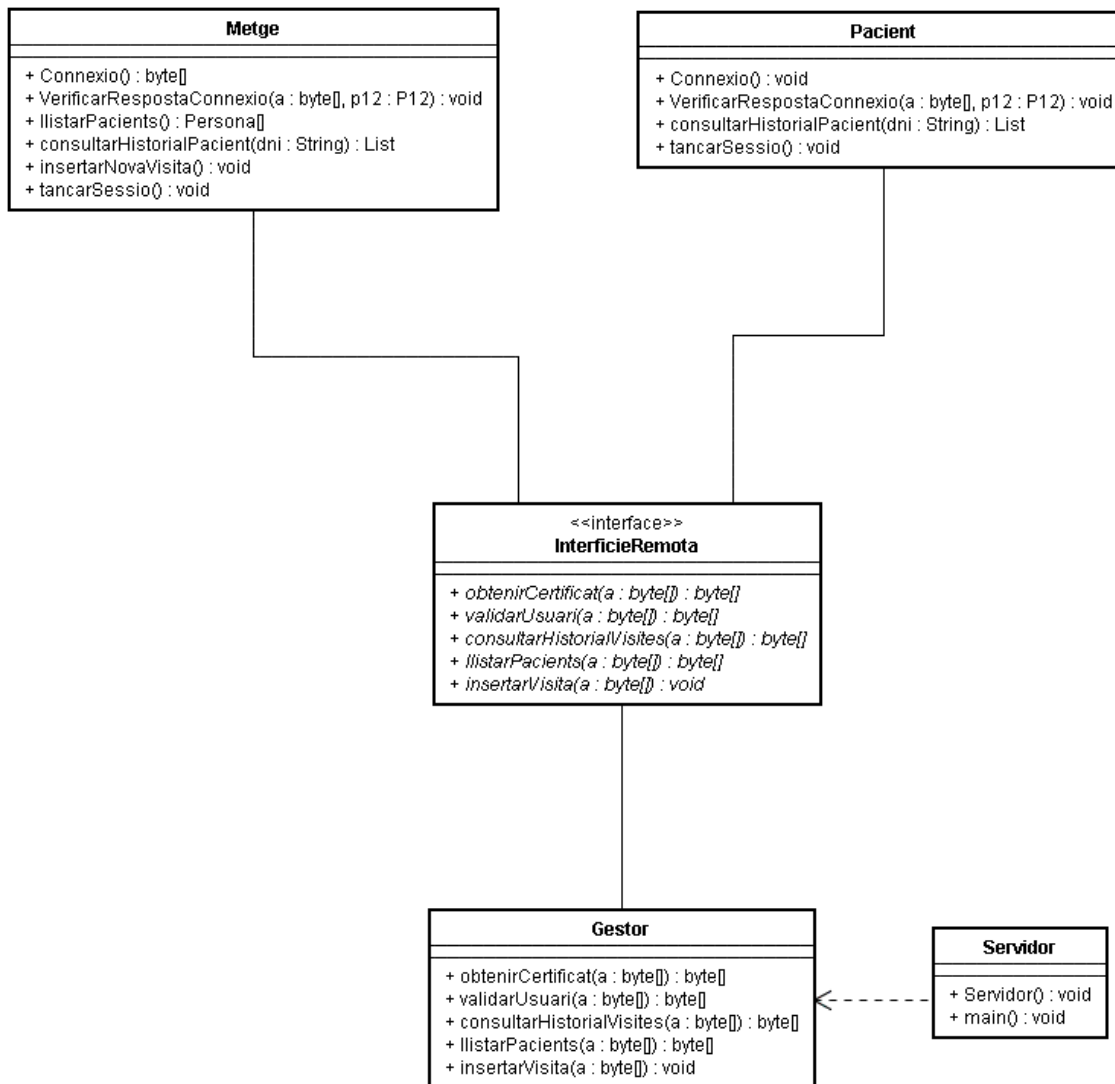 Metge
+ Connexio() : byte[]
+ VerificarRespostaConnexio(a : byte[], p12 : P12) : void
+ llistarPacients() : Persona[]
+ consultarHistorialPacient(dni : String) : List
+ insertarNovaVisita() : void
+ tancarSessio() : void
Pacient
+ Connexio() : void
+ VerificarRespostaConnexio(a : byte[], p12 : P12) : void
+ consultarHistorialPacient(dni : String) : List
+ tancarSessio() : void
<<interface>>
InterficieRemota
+ obtenirCertificat(a : byte[]) : byte[]
+ validarUsuari(a : byte[]) : byte[]
+ consultarHistorialVisites(a : byte[]) : byte[]
+ llistarPacients(a : byte[]) : byte[]
+ insertarVisita(a : byte[]) : void
Gestor
+ obtenirCertificat(a : byte[]) : byte[]
+ validarUsuari(a : byte[]) : byte[]
+ consultarHistorialVisites(a : byte[]) : byte[]
+ llistarPacients(a : byte[]) : byte[]
+ insertarVisita(a : byte[]) : void
Servidor
+ Servidor() : void
+ main() : void